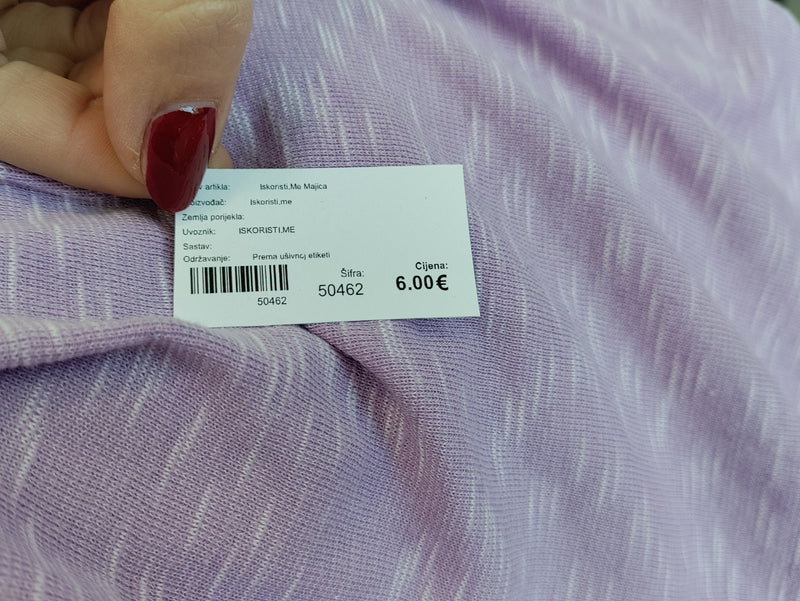 artikla: Iskoristi.Me Majica
Iskoristi.me
Zemlja porijekla:
Uvoznik: ISKORISTI.ME
Sastav:
Održavanje: Prema ušivnoj etiketi
50462
Šifra:
50462
Cijena:
6.00€